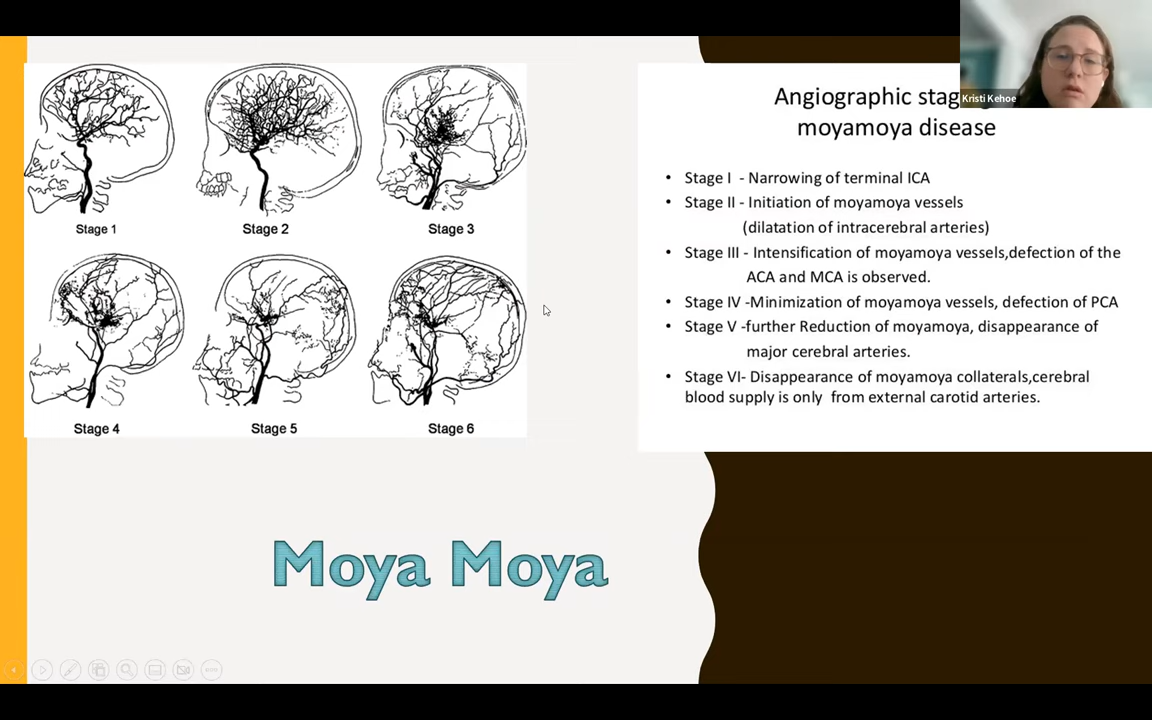 Stage 1
Stage 2
Stage 3
Stage 4
Stage 5
Stage 6
Moya Moya
Angiographic
moyamoya disease
• Stage I - Narrowing of terminal ICA
• Stage II - Initiation of moyamoya vessels
(dilatation of intracerebral arteries)
• Stage III - Intensification of moyamoya vessels,defection of the
ACA and MCA is observed.
• Stage IV -Minimization of moyamoya vessels, defection of PCA
• Stage V -further Reduction of moyamoya, disappearance of
major cerebral arteries.
• Stage VI- Disappearance of moyamoya collaterals,cerebral
blood supply is only from external carotid arteries.
Kristi Kehoe